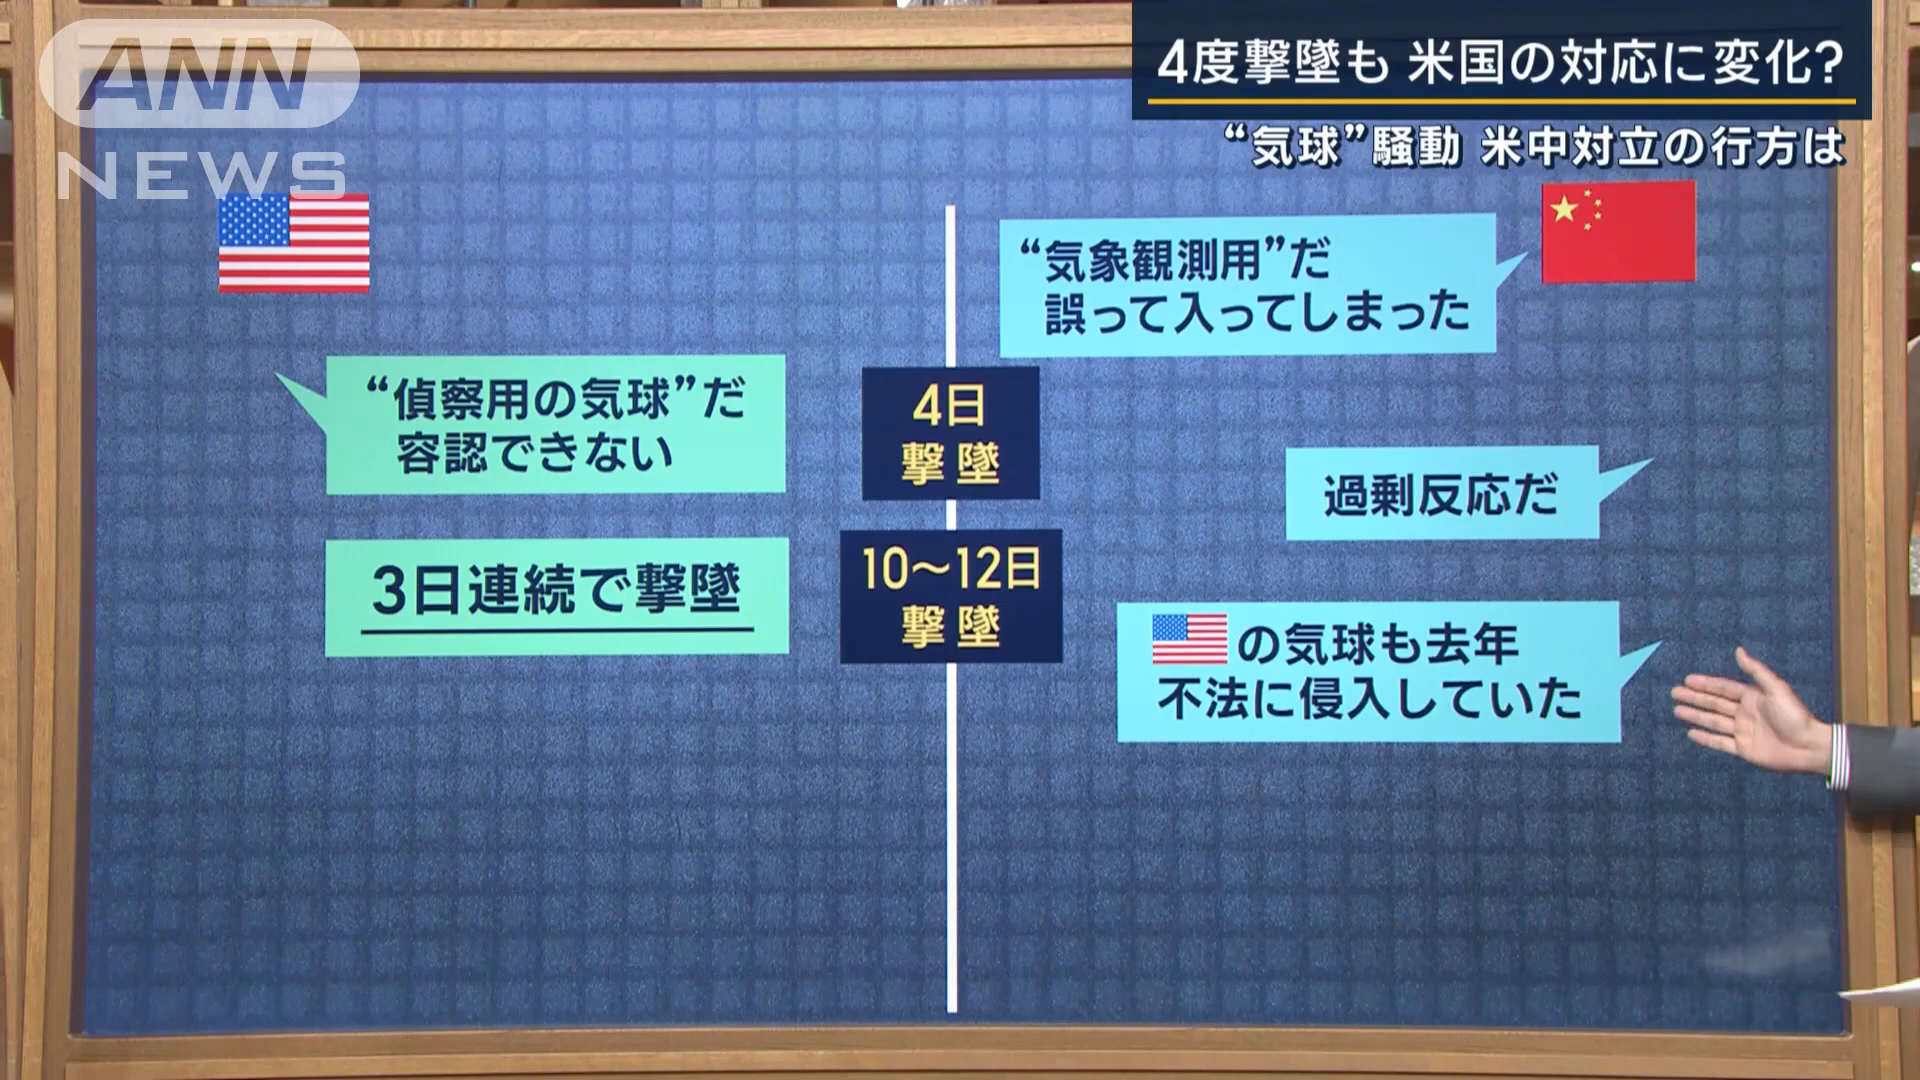 ANN
NEWS
4度撃墜も 米国の対応に変化?
“気球”騒動 米中対立の行方は
“気象観測用”だ
誤って入ってしまった
“偵察用の気球”だ
容認できない
4日
撃墜
過剰反応だ
3日連続で撃墜
10〜12日
撃墜
の気球も去年
不法に侵入していた